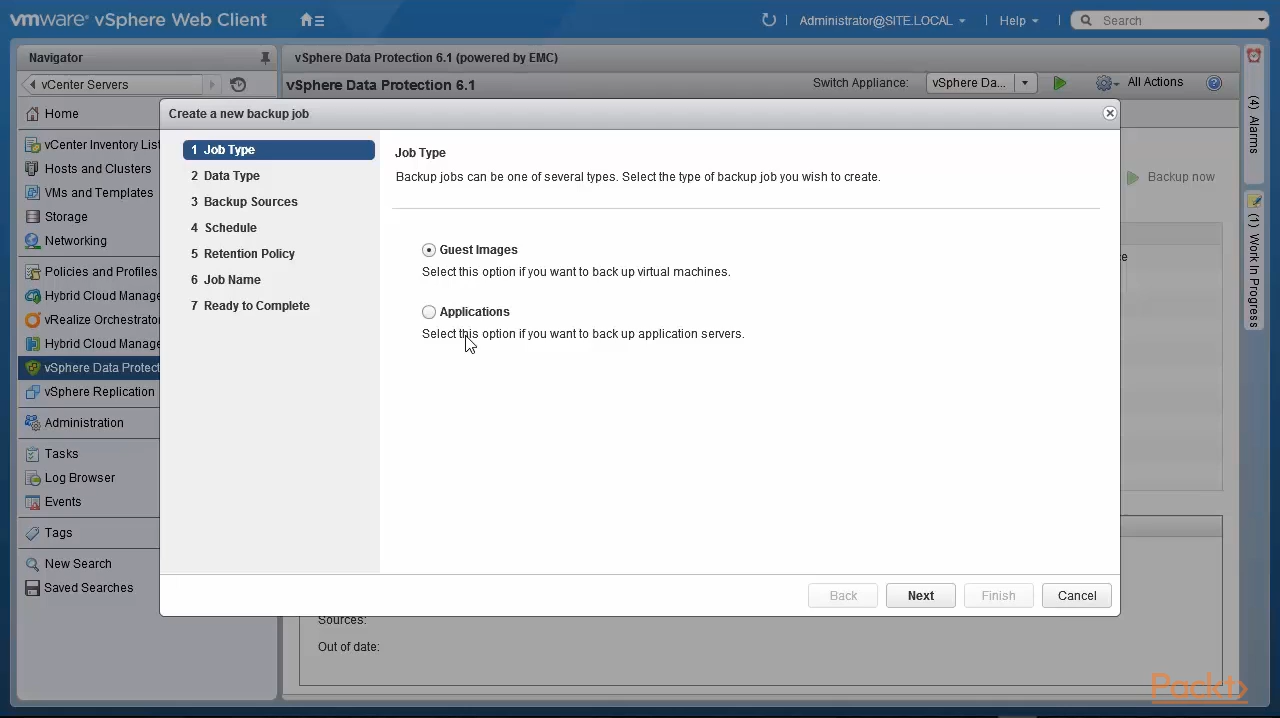 vmware® vSphere Web Client
Administrator@SITE.LOCAL
Help
Search
Navigator
vCenter Servers
Home
vCenter Inventory List
Hosts and Clusters
VMs and Templates
Storage
Networking
Policies and Profiles
Hybrid Cloud Manage
vRealize Orchestrato
Hybrid Cloud Manage
vSphere Data Protect
vSphere Replication
Administration
Tasks
Log Browser
Events
Tags
New Search
Saved Searches
vSphere Data Protection 6.1 (powered by EMC)
vSphere Data Protection 6.1
Switch Appliance:
vSphere Da...
All Actions
Backup now
Create a new backup job
1 Job Type
2 Data Type
3 Backup Sources
4 Schedule
5 Retention Policy
6 Job Name
7 Ready to Complete
Job Type
Backup jobs can be one of several types. Select the type of backup job you wish to create.
Guest Images
Select this option if you want to back up virtual machines.
Applications
Select this option if you want to back up application servers.
Back
Next
Finish
Cancel
Sources:
Out of date:
(4) Alarms
(1) Work In Progress
Packt>